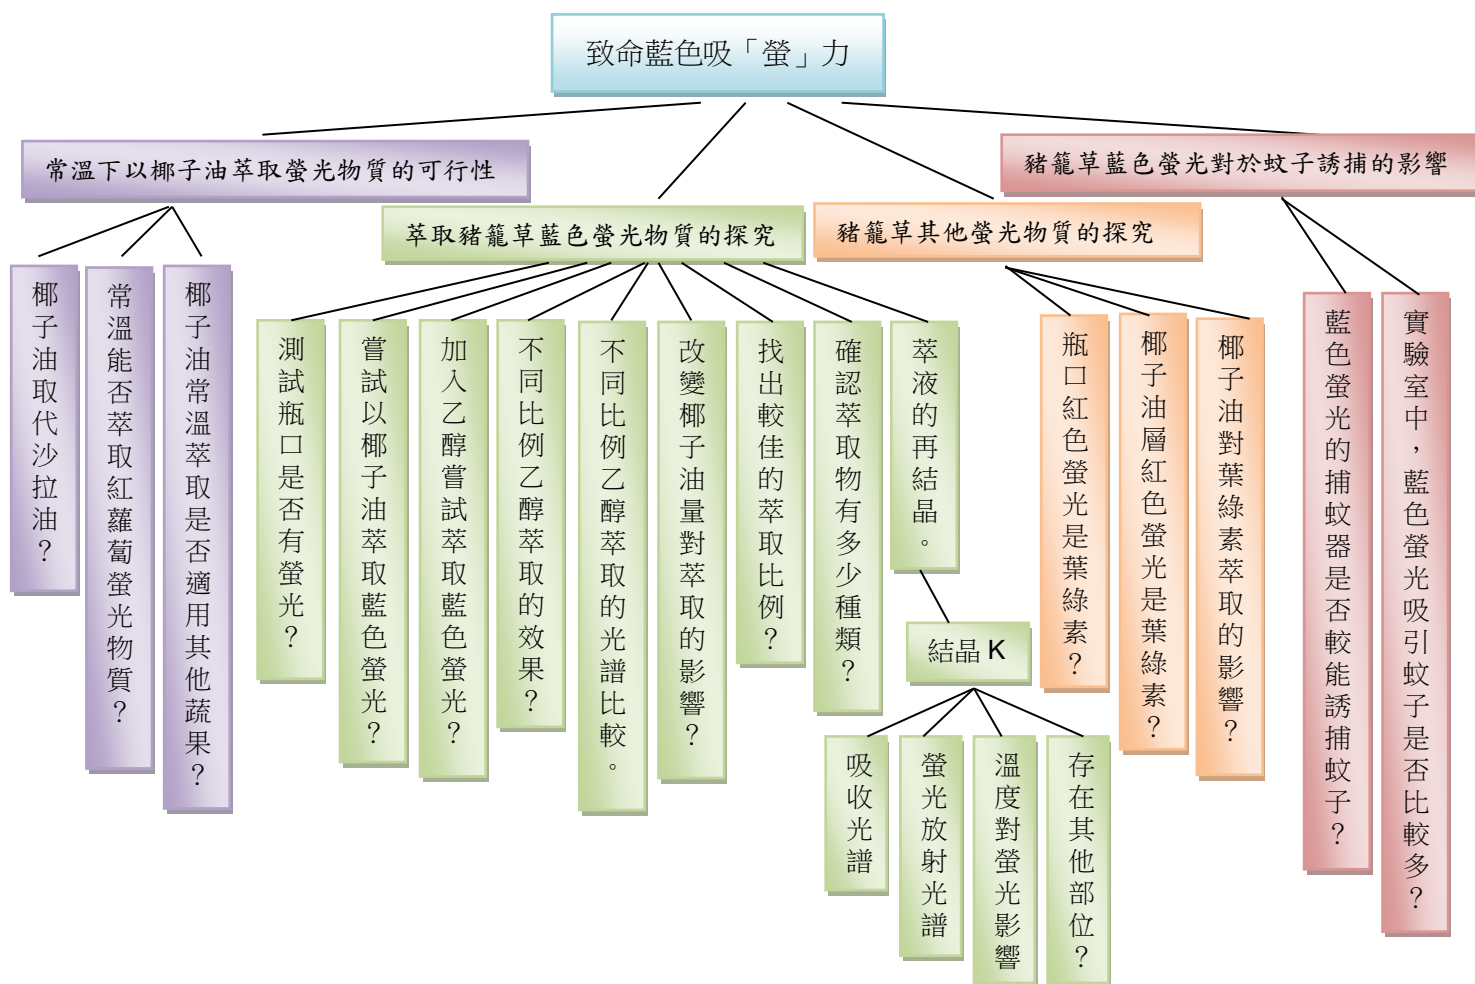 致命藍色吸「螢」力
常溫下以椰子油萃取螢光物質的可行性
豬籠草藍色螢光對於蚊子誘捕的影響
萃取豬籠草藍色螢光物質的探究
豬籠草其他螢光物質的探究
椰子油取代沙拉油？
常溫能否萃取紅蘿蔔螢光物質？
椰子油常溫萃取是否適用其他蔬果？
測試瓶口是否有螢光？
嘗試以椰子油萃取藍色螢光？
加入乙醇嘗試萃取藍色螢光？
不同比例乙醇萃取的效果？
不同比例乙醇萃取的光譜比較。
改變椰子油量對萃取的影響？
找出較佳的萃取比例？
確認萃取物有多少種類？
萃液的再結晶。
結晶 K
吸收光譜
螢光放射光譜
溫度對螢光影響
存在其他部位？
瓶口紅色螢光是葉綠素？
椰子油層紅色螢光是葉綠素？
椰子油對葉綠素萃取的影響？
藍色螢光的捕蚊器是否較能誘捕蚊子？
實驗室中，藍色螢光吸引蚊子是否比較多？